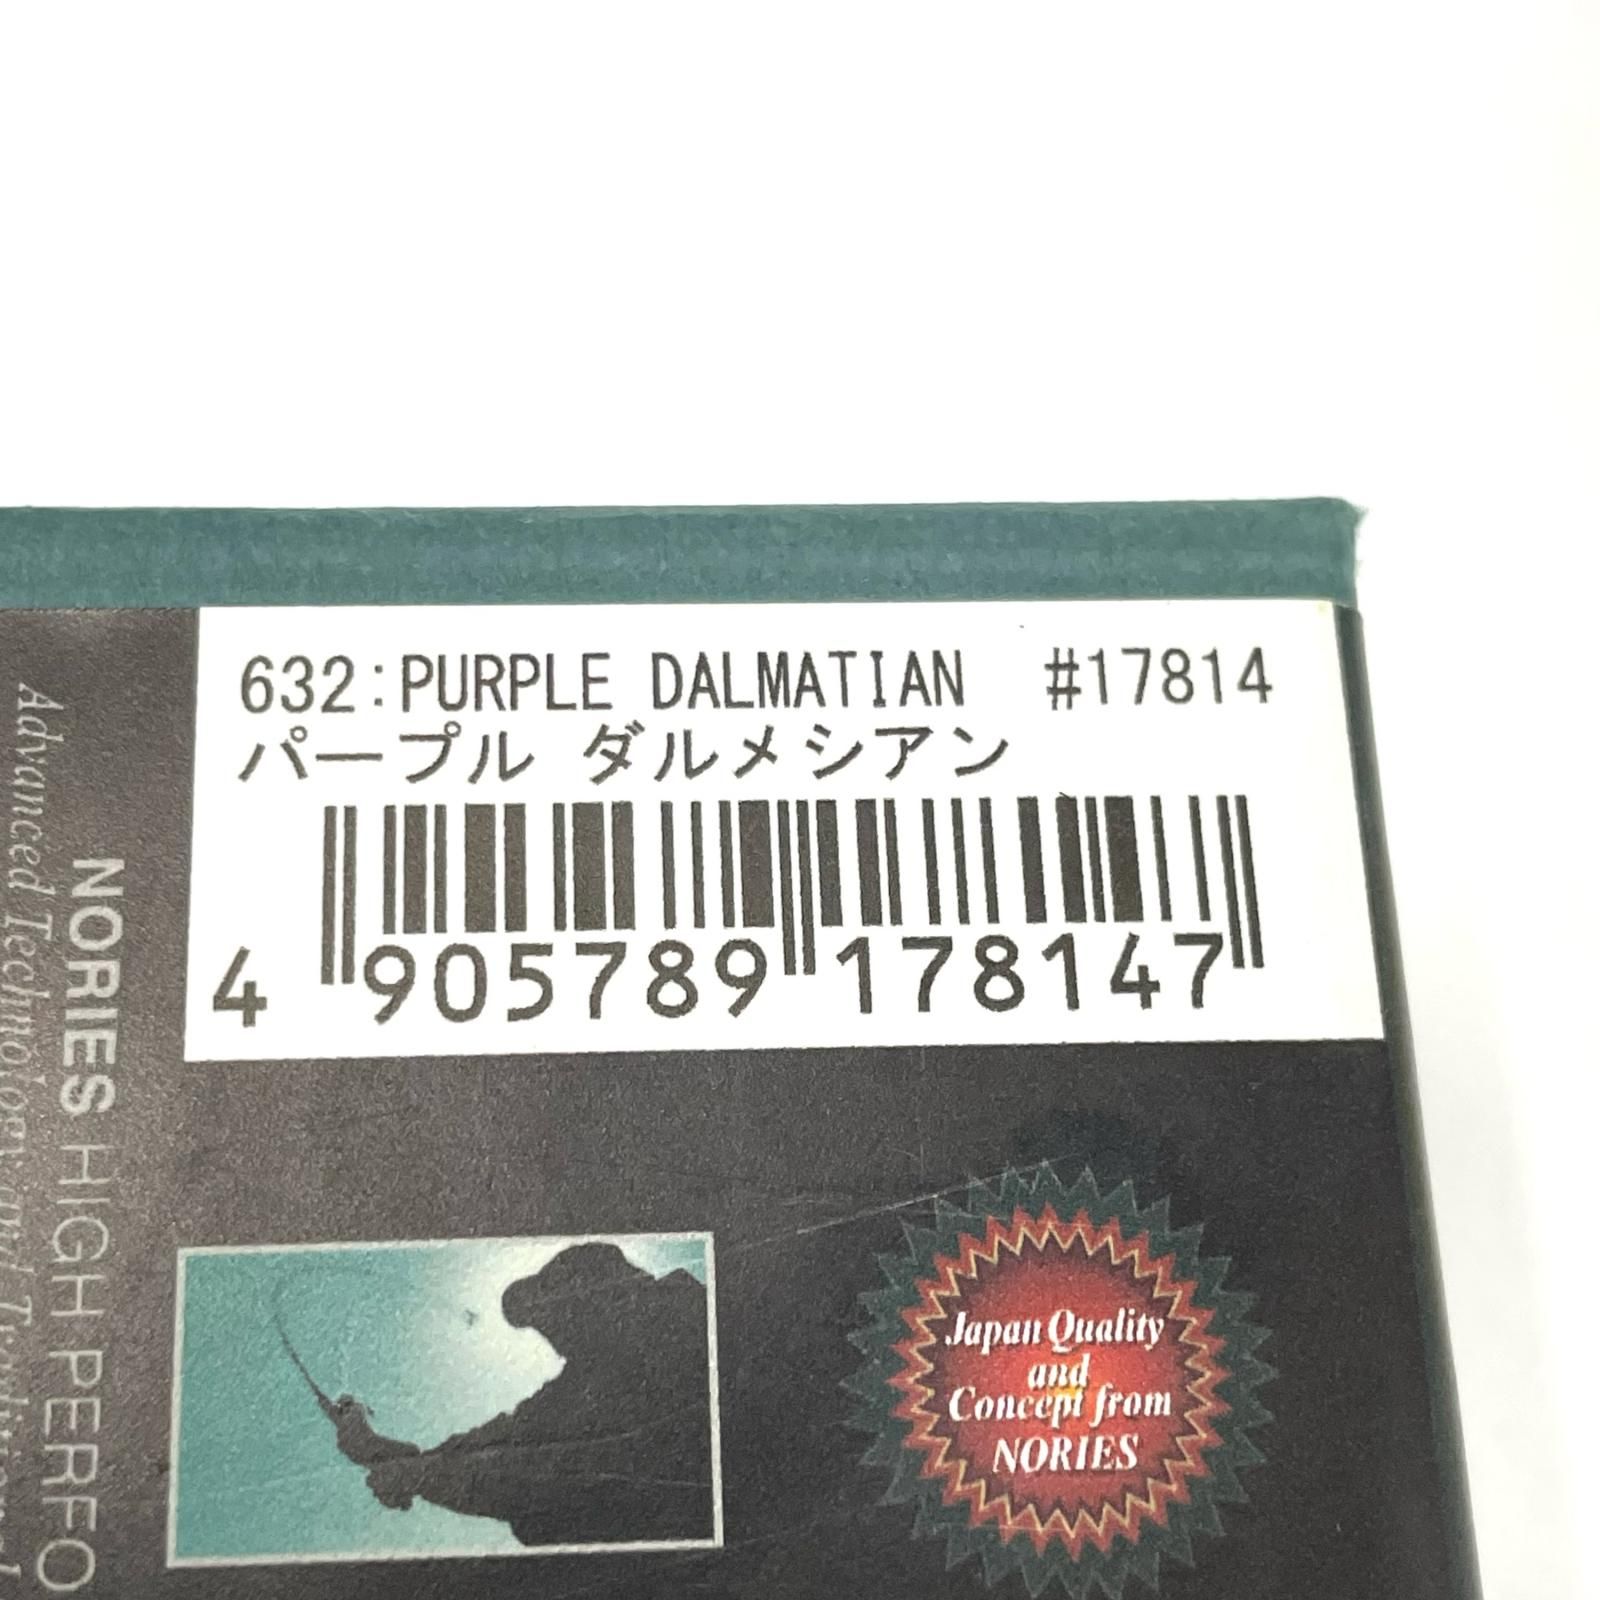 632:PURPLE DALMATIAN #17814
パープル ダルメシアン
4 905789 178147
NORIES HIGH PERFO
Advanced Technology and
Japan Quality
and
Concept from
NORIES